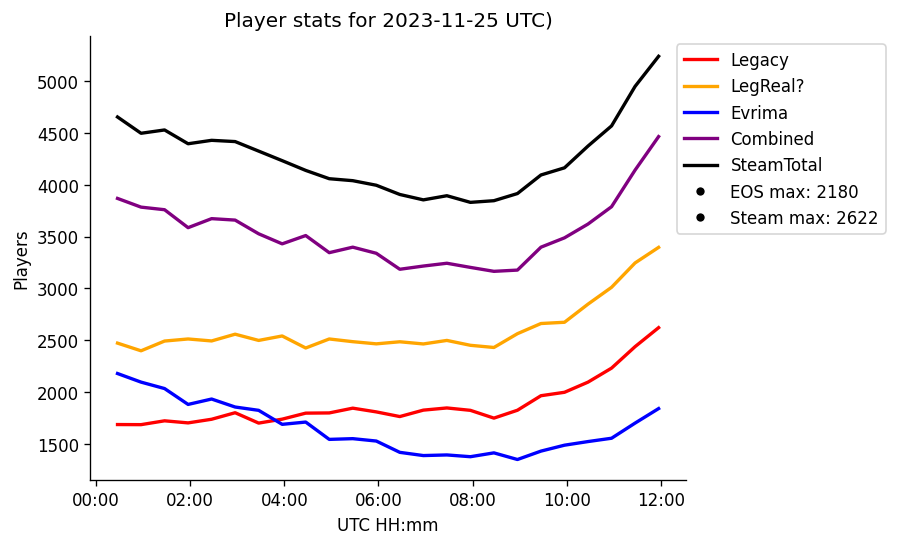 Player stats for 2023-11-25 UTC)
Players
5000
4500
4000
3500
3000
2500
2000
1500
00:00 02:00 04:00 06:00 08:00 10:00 12:00
UTC HH:mm
Legacy
LegReal?
Evrima
Combined
SteamTotal
EOS max: 2180
Steam max: 2622